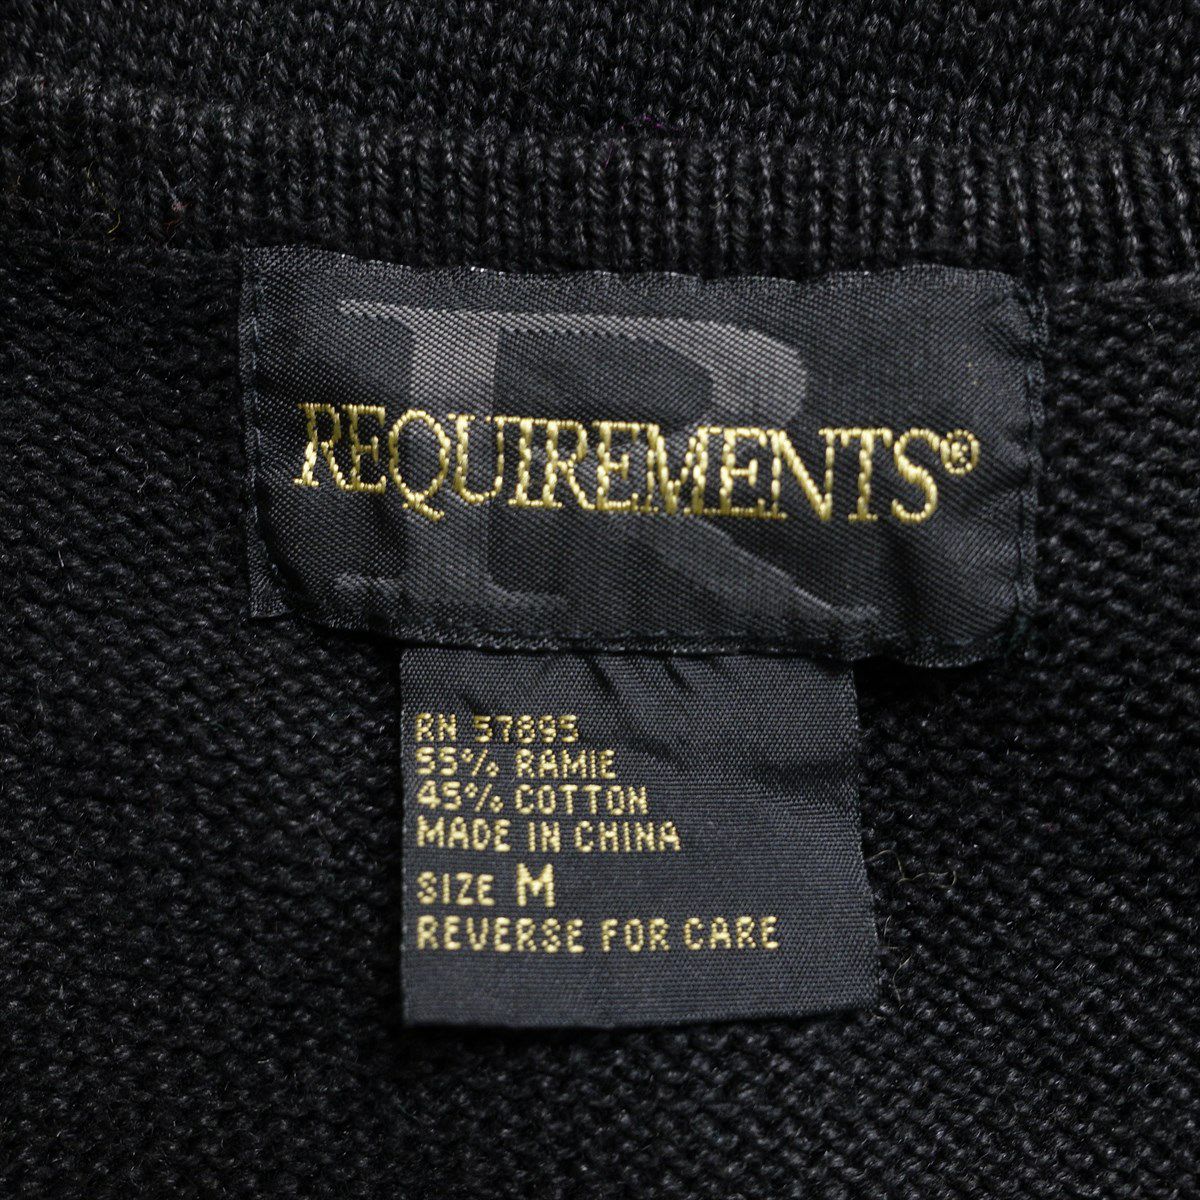 R
REQUIREMENTS®
RN 57895
55% RAMIE
45% COTTON
MADE IN CHINA
SIZE M
REVERSE FOR CARE